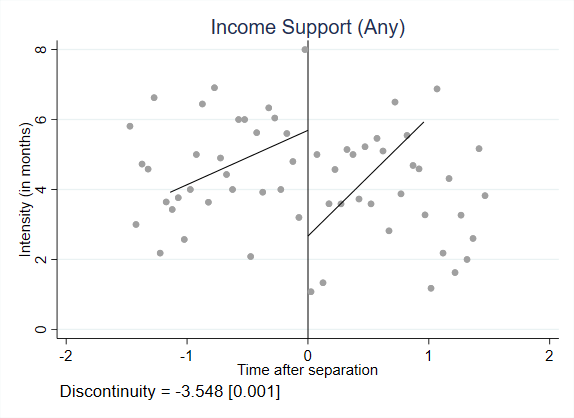 Income Support (Any)
Intensity (in months)
8
6
4
2
0
-2
-1
0
1
2
Time after separation
Discontinuity = -3.548 [0.001]